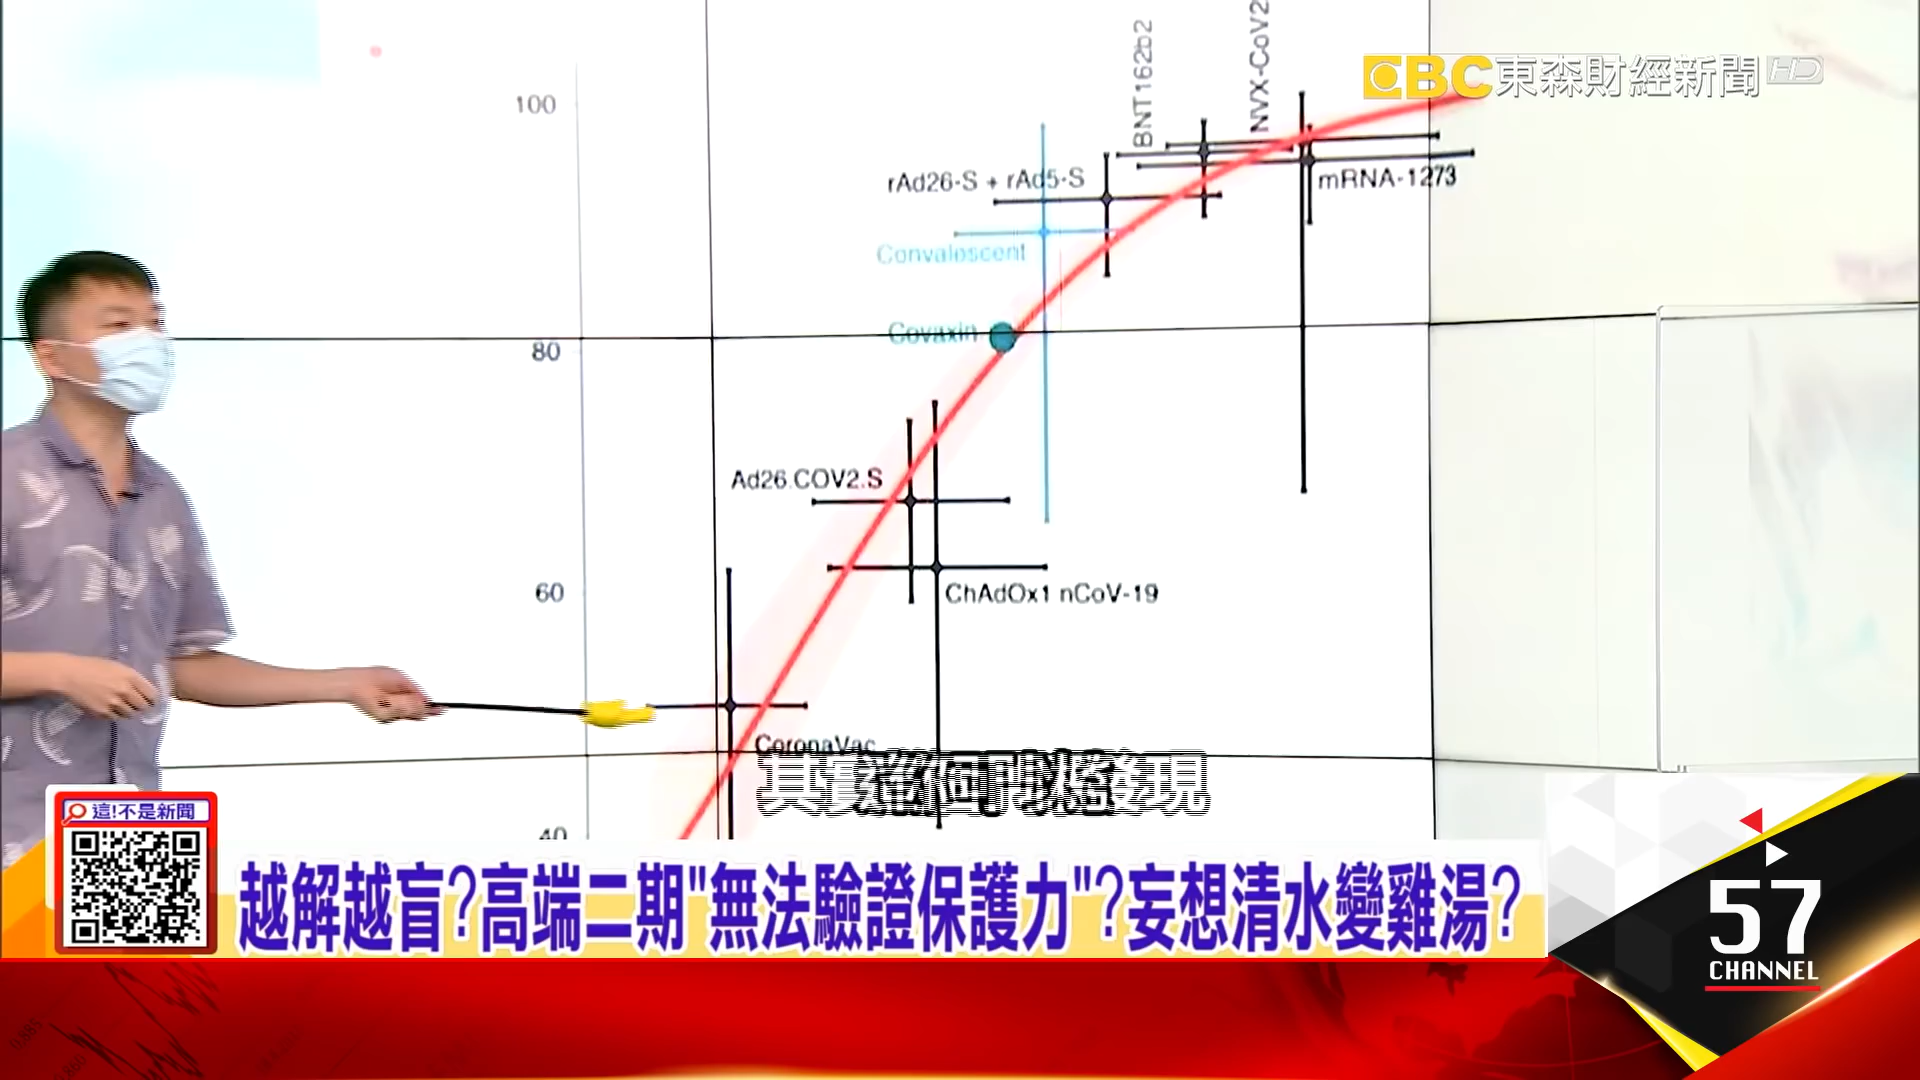 BNT162b2
NVX-CoV2
EBC東森財經新聞HD
100
rAd26-S + rAd5-S
mRNA-1273
Convalescent
Covaxin
80
Ad26.COV2.S
60
ChAdOx1 nCoV-19
CoronaVac
40
這!不是新聞
越解越盲?高端二期"無法驗證保護力"?妄想清水變雞湯?
57
CHANNEL